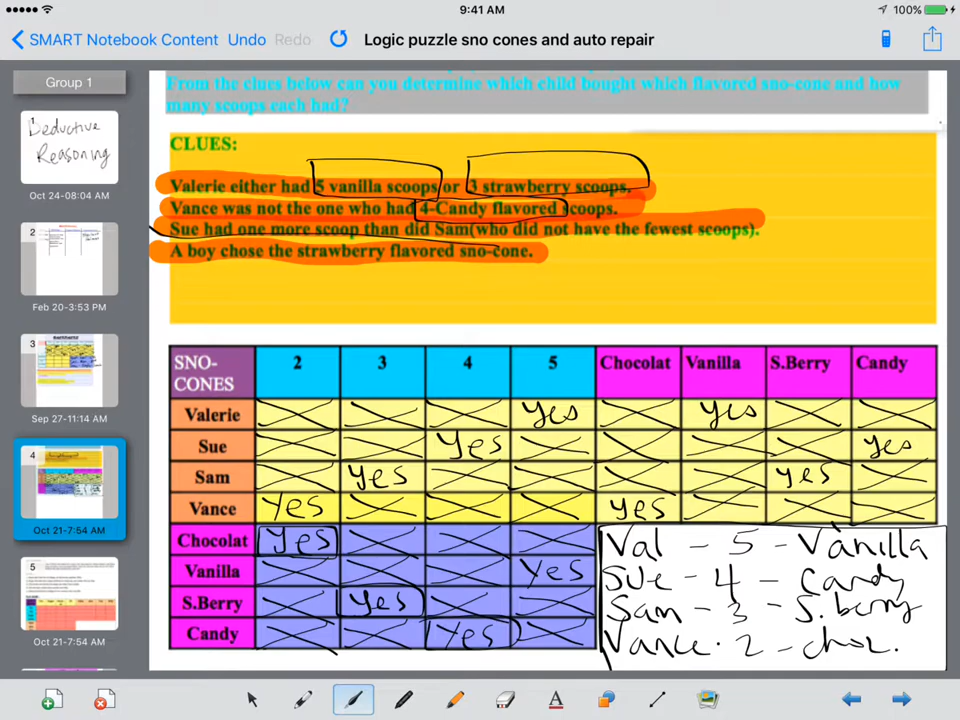 9:41 AM
100%
SMART Notebook Content Undo Redo
Logic puzzle sno cones and auto repair
Group 1
Deductive
Reasoning
Oct 24-08:04 AM
2
Feb 20-3:53 PM
3
Sep 27-11:14 AM
4
Oct 21-7:54 AM
5
Oct 21-7:54 AM
From the clues below can you determine which child bought which flavored sno-cone and how
many scoops each had?
CLUES:
Valerie either had 5 vanilla scoops or 3 strawberry scoops.
Vance was not the one who had 4-Candy flavored scoops.
Sue had one more scoop than did Sam(who did not have the fewest scoops).
A boy chose the strawberry flavored sno-cone.
SNO-
CONES 2 3 4 5 Chocolat Vanilla S.Berry Candy
Valerie yes yes
Sue yes yes
Sam yes yes
Vance yes yes
Chocolat yes
Vanilla yes
S.Berry yes
Candy yes
Val - 5 - Vanilla
Sue - 4 - Candy
Sam - 3 - S.berry
Vance - 2 - choc.
A